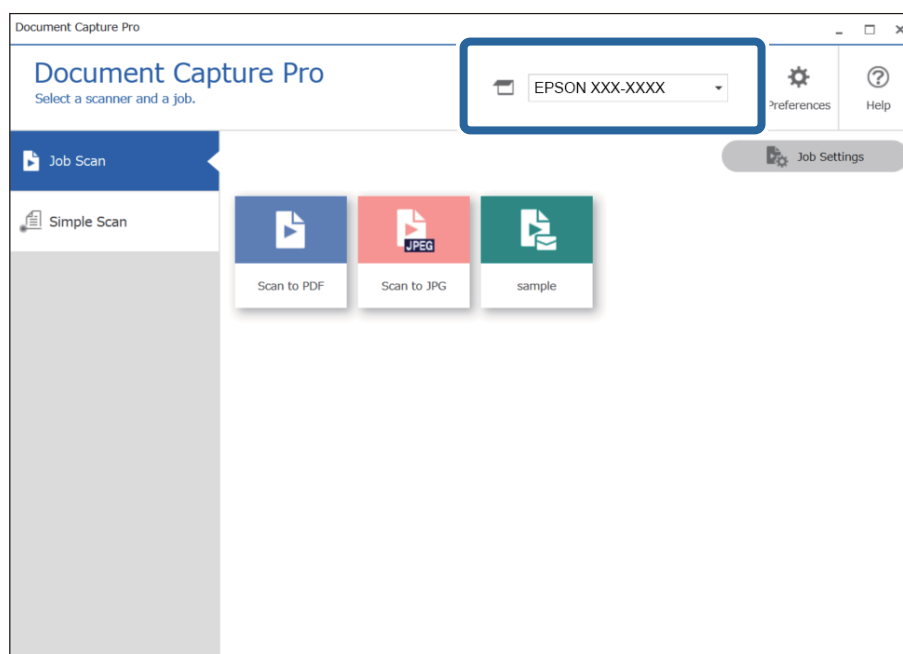 Document Capture Pro
Document Capture Pro
Select a scanner and a job.
EPSON XXX-XXXX
Preferences
Help
Job Scan
Job Settings
Simple Scan
JPEG
Scan to PDF
Scan to JPG
sample